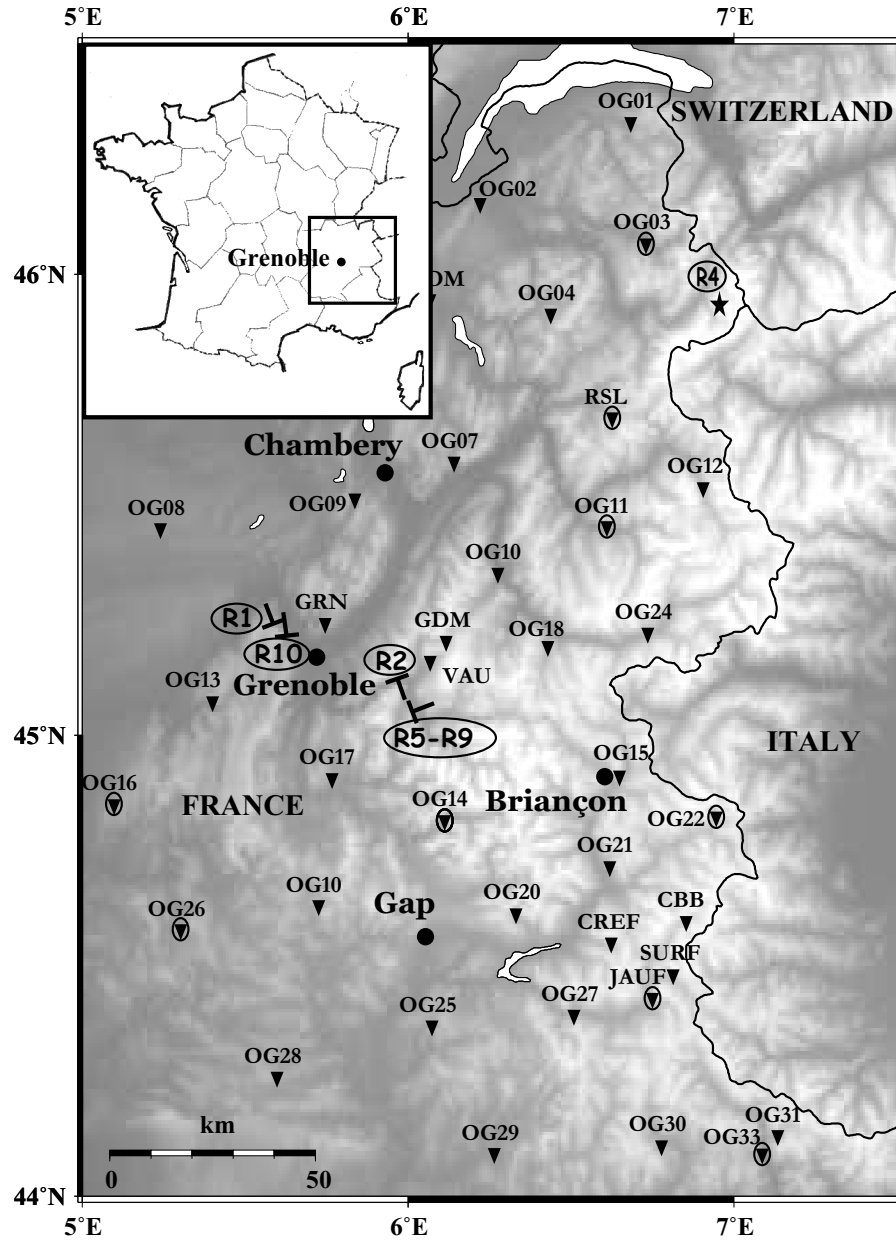 5˚E 6˚E 7˚E
OG01
SWITZERLAND
OG02
OG03
Grenoble
46˚N
R4
DM
OG04
RSL
Chambery
OG07
OG12
OG08
OG09
OG11
OG10
R1
GRN
GDM
OG18
OG24
R10
R2
OG13
Grenoble
VAU
45˚N
R5-R9
ITALY
OG17
OG15
OG16
FRANCE
OG14
Briançon
OG22
OG21
OG10
OG26
Gap
OG20
CBB
CREF
SURF
JAUF
OG25
OG27
OG28
km
OG29
OG30
OG31
OG33
0 50
44˚N
5˚E 6˚E 7˚E